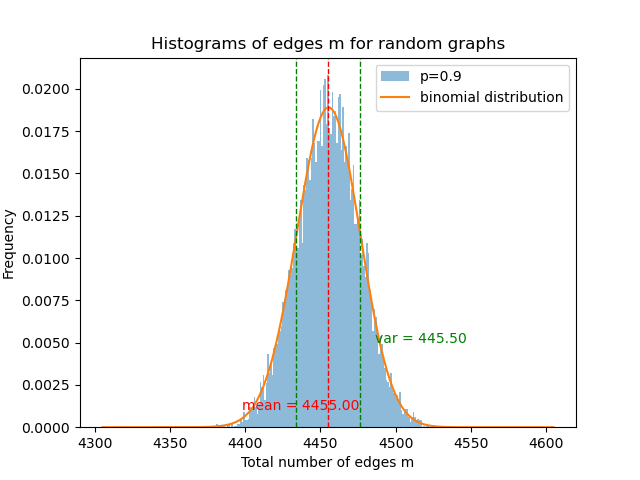 Histograms of edges m for random graphs
p=0.9
binomial distribution
0.0200
0.0175
0.0150
0.0125
0.0100
0.0075
0.0050
0.0025
0.0000
Frequency
var = 445.50
mean = 4455.00
4300 4350 4400 4450 4500 4550 4600
Total number of edges m